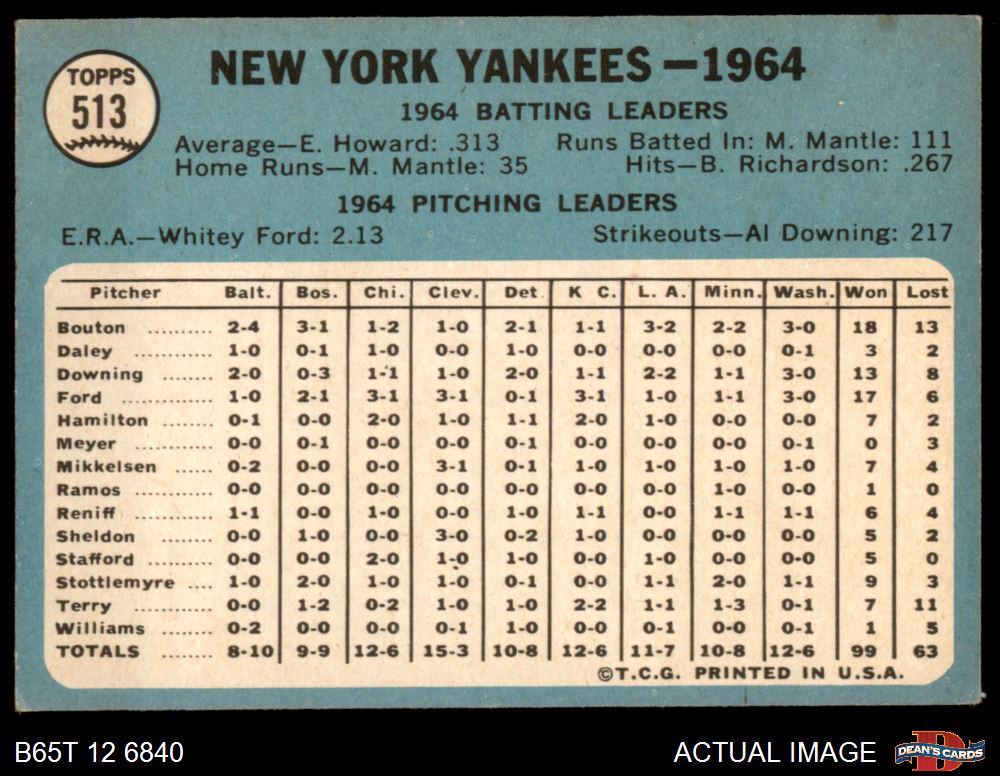 TOPPS
513
NEW YORK YANKEES—1964
1964 BATTING LEADERS
Average—E. Howard: .313 Runs Batted In: M. Mantle: 111
Home Runs—M. Mantle: 35 Hits—B. Richardson: .267
1964 PITCHING LEADERS
E.R.A.—Whitey Ford: 2.13 Strikeouts—Al Downing: 217
Pitcher Balt. Bos. Chi. Clev. Det. K C. L. A. Minn. Wash. Won Lost
Bouton ......... 2-4 3-1 1-2 1-0 2-1 1-1 3-2 2-2 3-0 18 13
Daley ........... 1-0 0-1 1-0 0-0 1-0 0-0 0-0 0-0 0-1 3 2
Downing ....... 2-0 0-3 1-1 1-0 2-0 1-1 2-2 1-1 3-0 13 8
Ford ............ 1-0 2-1 3-1 3-1 0-1 3-1 1-0 1-1 3-0 17 6
Hamilton ....... 0-1 0-0 2-0 1-0 1-1 2-0 1-0 0-0 0-0 7 2
Meyer ........... 0-0 0-1 0-0 0-0 0-1 0-0 0-0 0-0 0-1 0 3
Mikkelsen ..... 0-2 0-0 0-0 3-1 0-1 1-0 1-0 1-0 1-0 7 4
Ramos .......... 0-0 0-0 0-0 0-0 0-0 0-0 0-0 1-0 0-0 1 0
Reniff ........... 1-1 0-0 1-0 0-0 1-0 1-1 0-0 1-1 1-1 6 4
Sheldon ........ 0-0 1-0 0-0 3-0 0-2 1-0 0-0 0-0 0-0 5 2
Stafford ........ 0-0 0-0 2-0 1-0 1-0 0-0 1-0 0-0 0-0 5 0
Stottlemyre .... 1-0 2-0 1-0 1-0 0-1 0-0 1-1 2-0 1-1 9 3
Terry ........... 0-0 1-2 0-2 1-0 1-0 2-2 1-1 1-3 0-1 7 11
Williams ........ 0-2 0-0 0-0 0-1 1-0 0-0 0-1 0-0 0-1 1 5
TOTALS ........ 8-10 9-9 12-6 15-3 10-8 12-6 11-7 10-8 12-6 99 63
©T.C.G. PRINTED IN U.S.A.
B65T 12 6840 ACTUAL IMAGE
D
DEAN'S CARDS